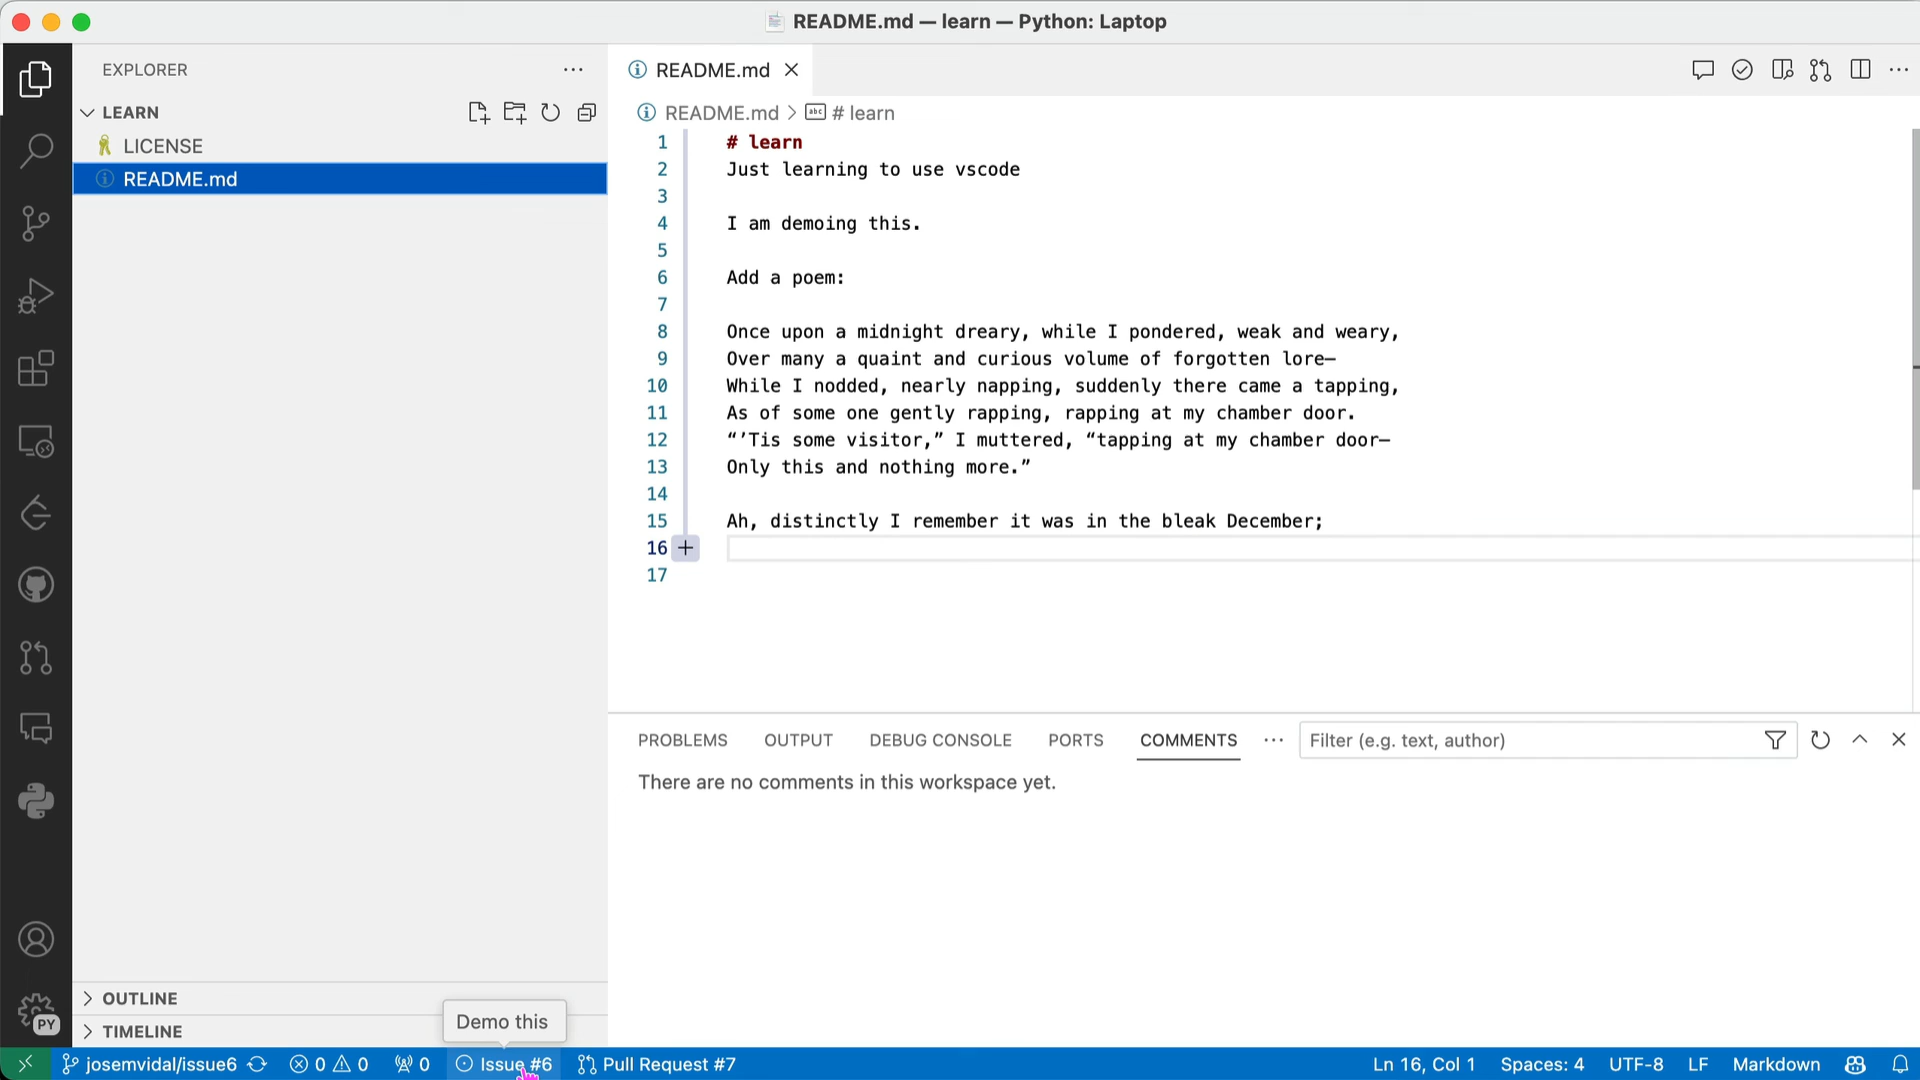 README.md — learn — Python: Laptop
EXPLORER
LEARN
LICENSE
README.md
OUTLINE
TIMELINE
README.md
README.md > # learn
1 # learn
2 Just learning to use vscode
3
4 I am demoing this.
5
6 Add a poem:
7
8 Once upon a midnight dreary, while I pondered, weak and weary,
9 Over many a quaint and curious volume of forgotten lore—
10 While I nodded, nearly napping, suddenly there came a tapping,
11 As of some one gently rapping, rapping at my chamber door.
12 “’Tis some visitor,” I muttered, “tapping at my chamber door—
13 Only this and nothing more.”
14
15 Ah, distinctly I remember it was in the bleak December;
16
17
PROBLEMS OUTPUT DEBUG CONSOLE PORTS COMMENTS Filter (e.g. text, author)
There are no comments in this workspace yet.
Demo this
PY
josemvidal/issue6 0 0 0 Issue #6 Pull Request #7 Ln 16, Col 1 Spaces: 4 UTF-8 LF Markdown